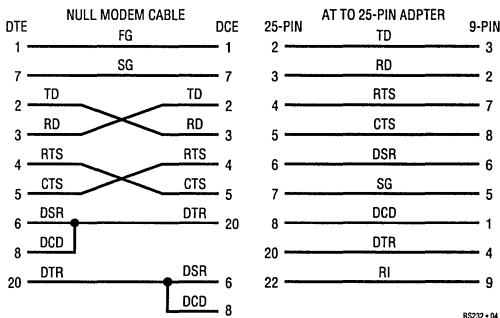 NULL MODEM CABLE
DTE DCE
1 FG 1
7 SG 7
2 TD TD 2
3 RD RD 3
4 RTS RTS 4
5 CTS CTS 5
6 DSR DTR 20
8 DCD
20 DTR DSR 6
DCD 8
AT TO 25-PIN ADPTER
25-PIN 9-PIN
2 TD 3
3 RD 2
4 RTS 7
5 CTS 8
6 DSR 6
7 SG 5
8 DCD 1
20 DTR 4
22 RI 9
RS232•04